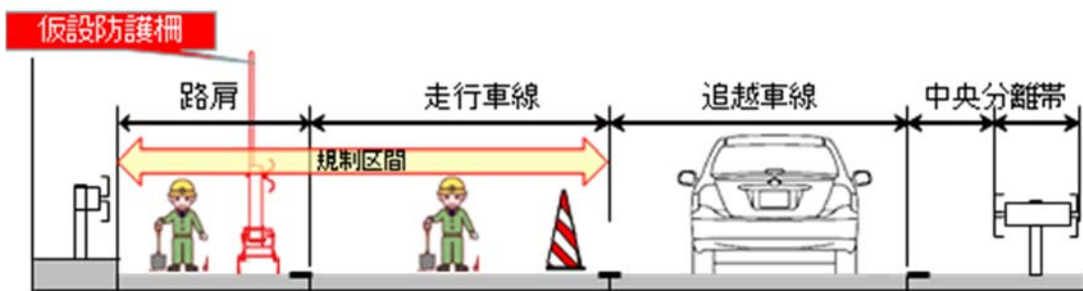 仮設防護柵
路肩
走行車線
追越車線
中央分離帯
規制区間